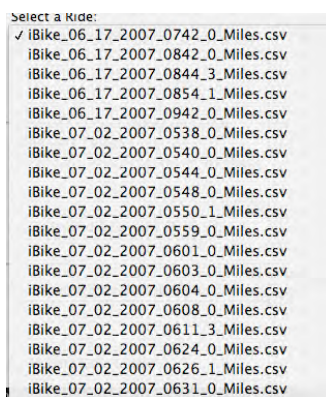 Select a Ride:
✓ iBike_06_17_2007_0742_0_Miles.csv
iBike_06_17_2007_0842_0_Miles.csv
iBike_06_17_2007_0844_3_Miles.csv
iBike_06_17_2007_0854_1_Miles.csv
iBike_06_17_2007_0942_0_Miles.csv
iBike_07_02_2007_0538_0_Miles.csv
iBike_07_02_2007_0540_0_Miles.csv
iBike_07_02_2007_0544_0_Miles.csv
iBike_07_02_2007_0548_0_Miles.csv
iBike_07_02_2007_0550_1_Miles.csv
iBike_07_02_2007_0559_0_Miles.csv
iBike_07_02_2007_0601_0_Miles.csv
iBike_07_02_2007_0603_0_Miles.csv
iBike_07_02_2007_0604_0_Miles.csv
iBike_07_02_2007_0608_0_Miles.csv
iBike_07_02_2007_0611_3_Miles.csv
iBike_07_02_2007_0624_0_Miles.csv
iBike_07_02_2007_0626_1_Miles.csv
iBike_07_02_2007_0631_0_Miles.csv